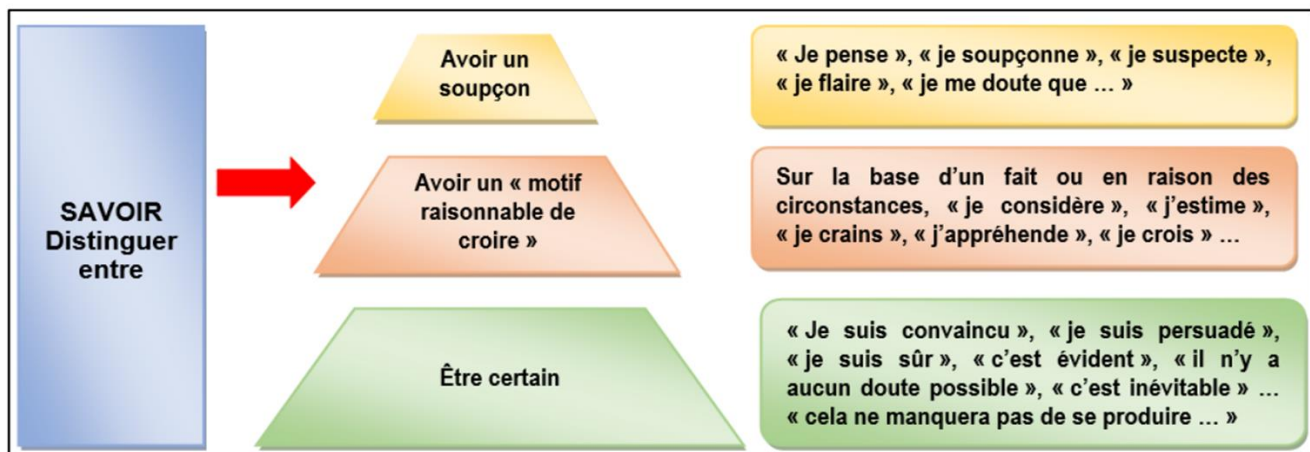 SAVOIR
Distinguer
entre
Avoir un
soupçon
« Je pense », « je soupçonne », « je suspecte »,
« je flaire », « je me doute que … »
Avoir un « motif
raisonnable de
croire »
Sur la base d’un fait ou en raison des
circonstances, « je considère », « j’estime »,
« je crains », « j’appréhende », « je crois » …
Être certain
« Je suis convaincu », « je suis persuadé »,
« je suis sûr », « c’est évident », « il n’y a
aucun doute possible », « c’est inévitable » …
« cela ne manquera pas de se produire … »